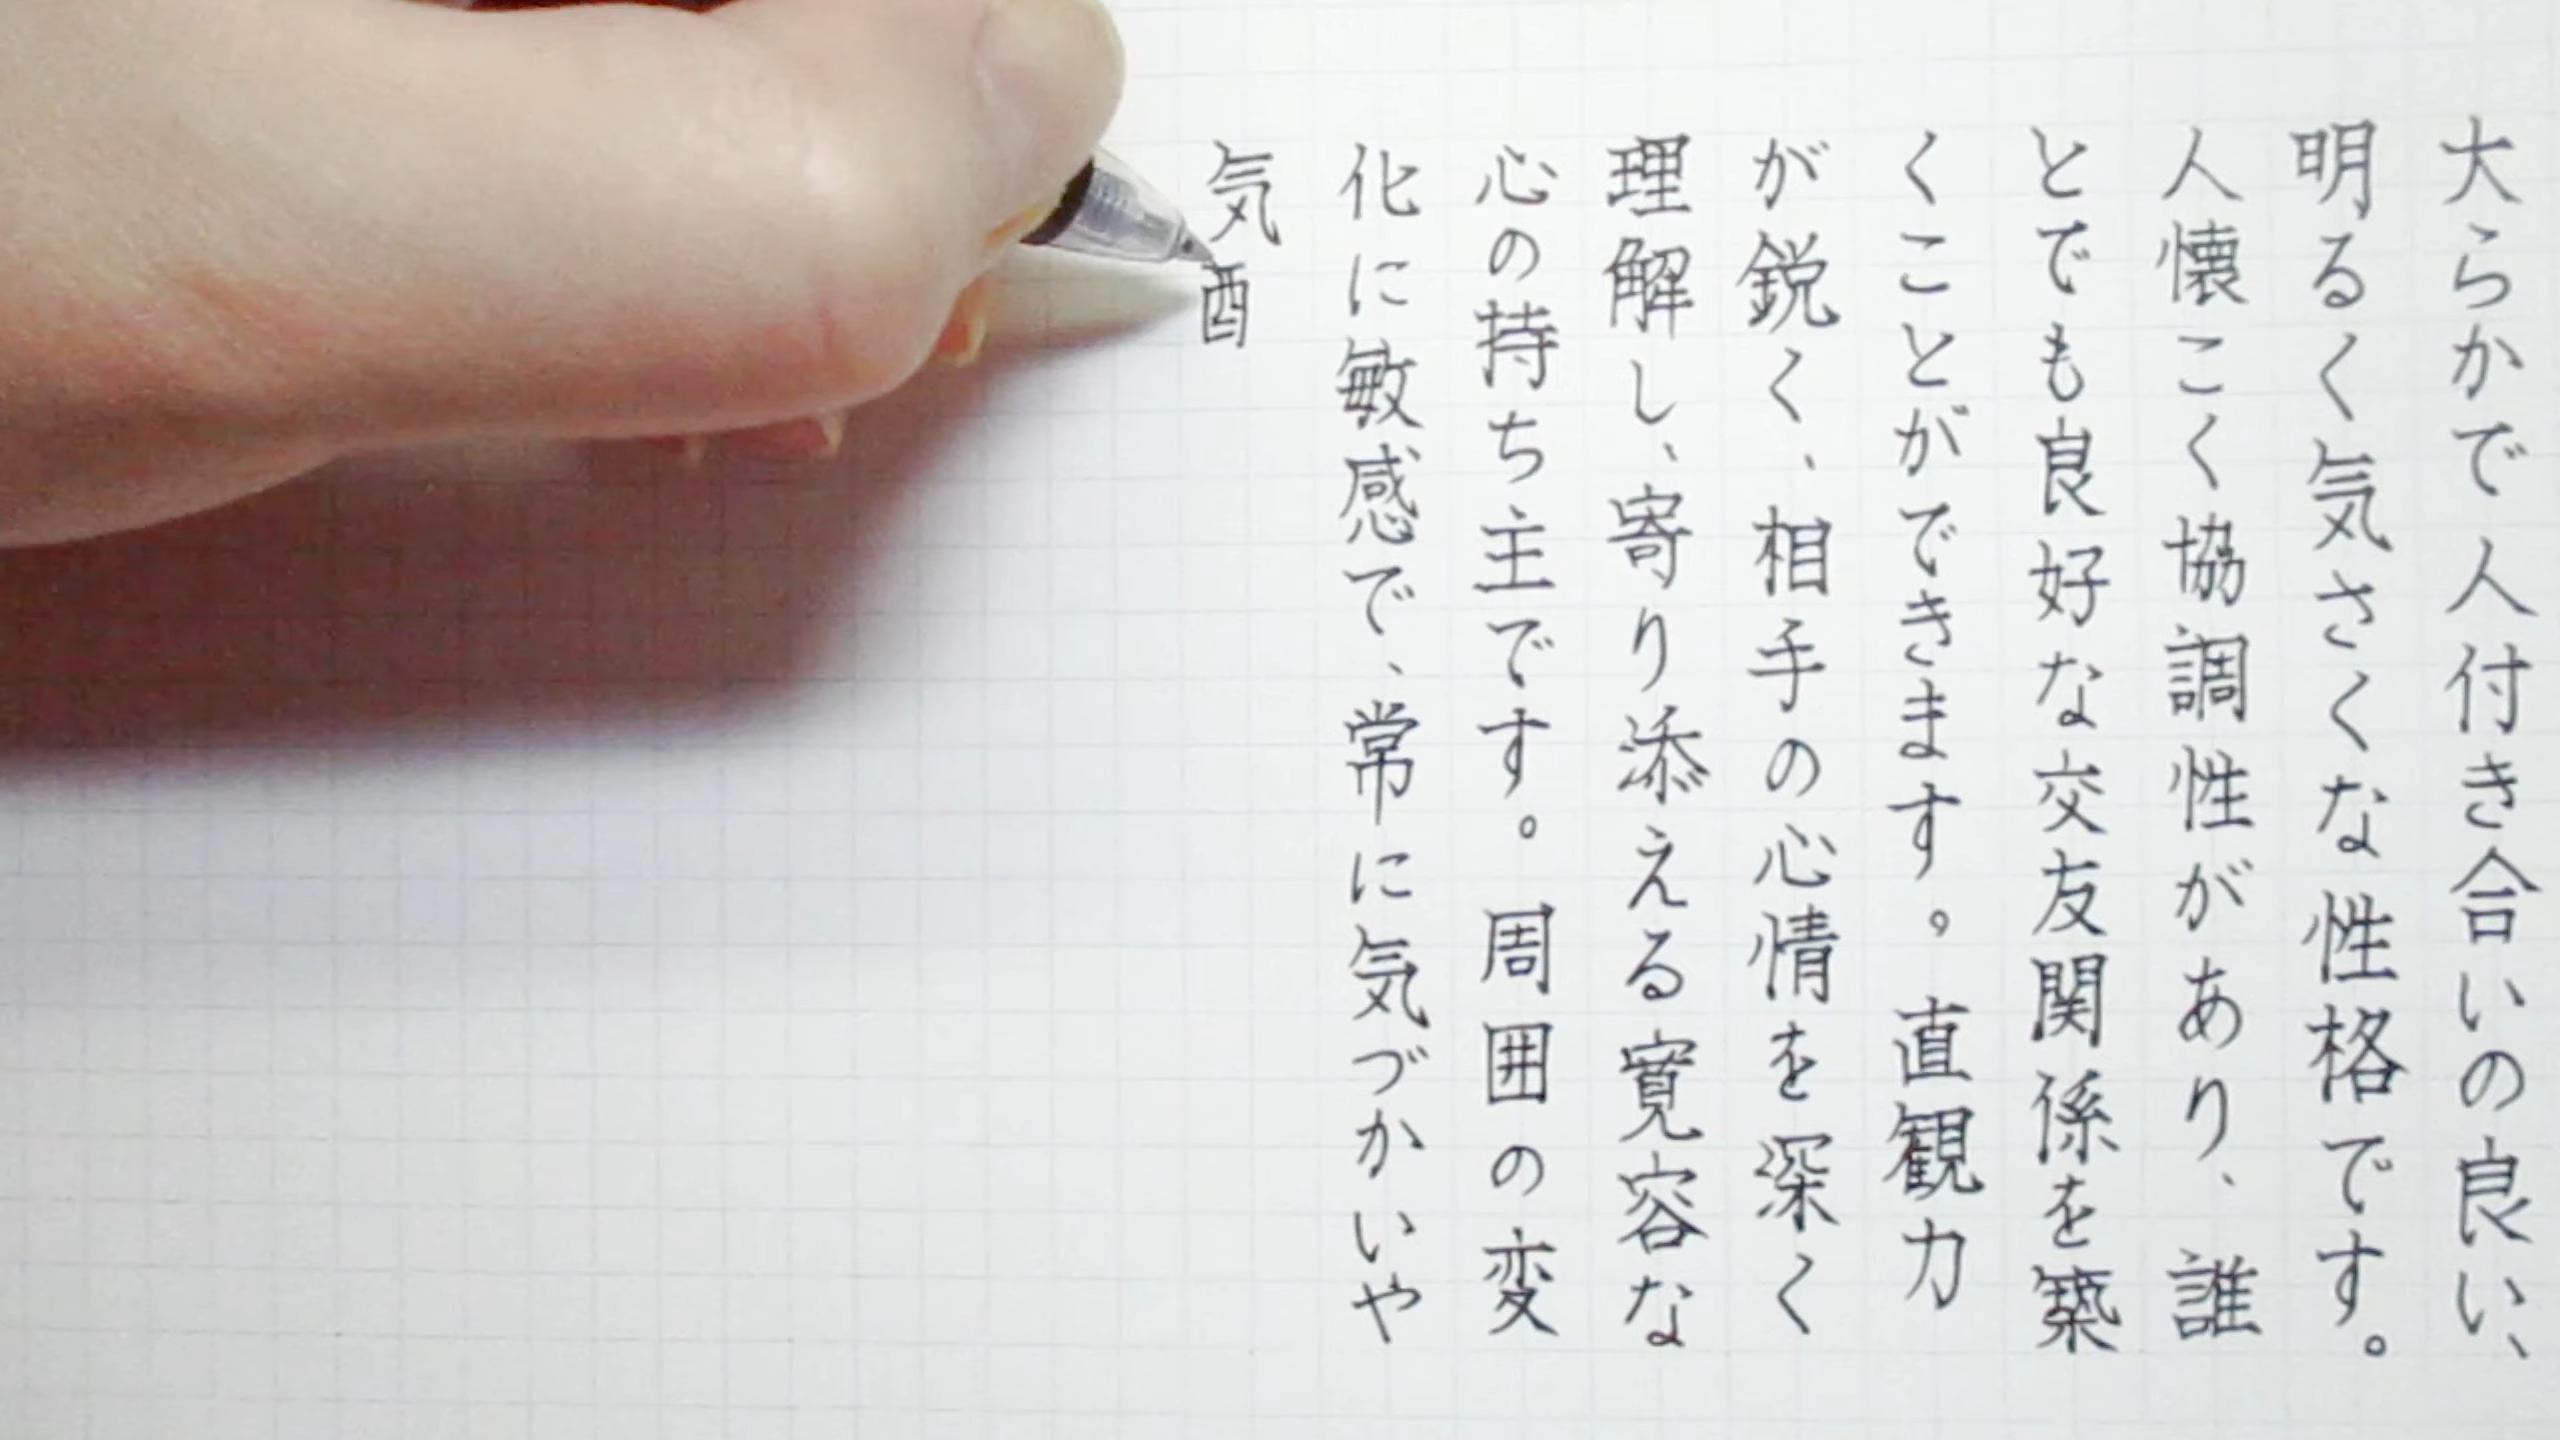 大らかで人付き合いの良い、
明るく気さくな性格です。
人懐こく協調性があり、誰
とでも良好な交友関係を築
くことができます。直観力
が鋭く、相手の心情を深く
理解し、寄り添える寛容な
心の持ち主です。周囲の変
化に敏感で、常に気づかいや
気酉